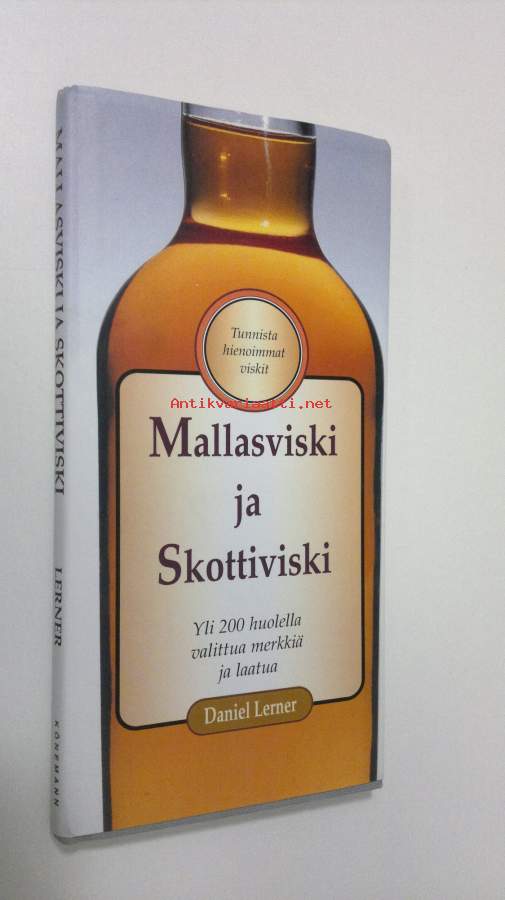 Tunnista
hienoimmat
viskit
Antikvariaatti.net
Mallasviski
ja
Skottiviski
Yli 200 huolella
valittua merkkiä
ja laatua
Daniel Lerner
MALLASVISKI JA SKOTTIVISKI LERNER KÖNEMANN